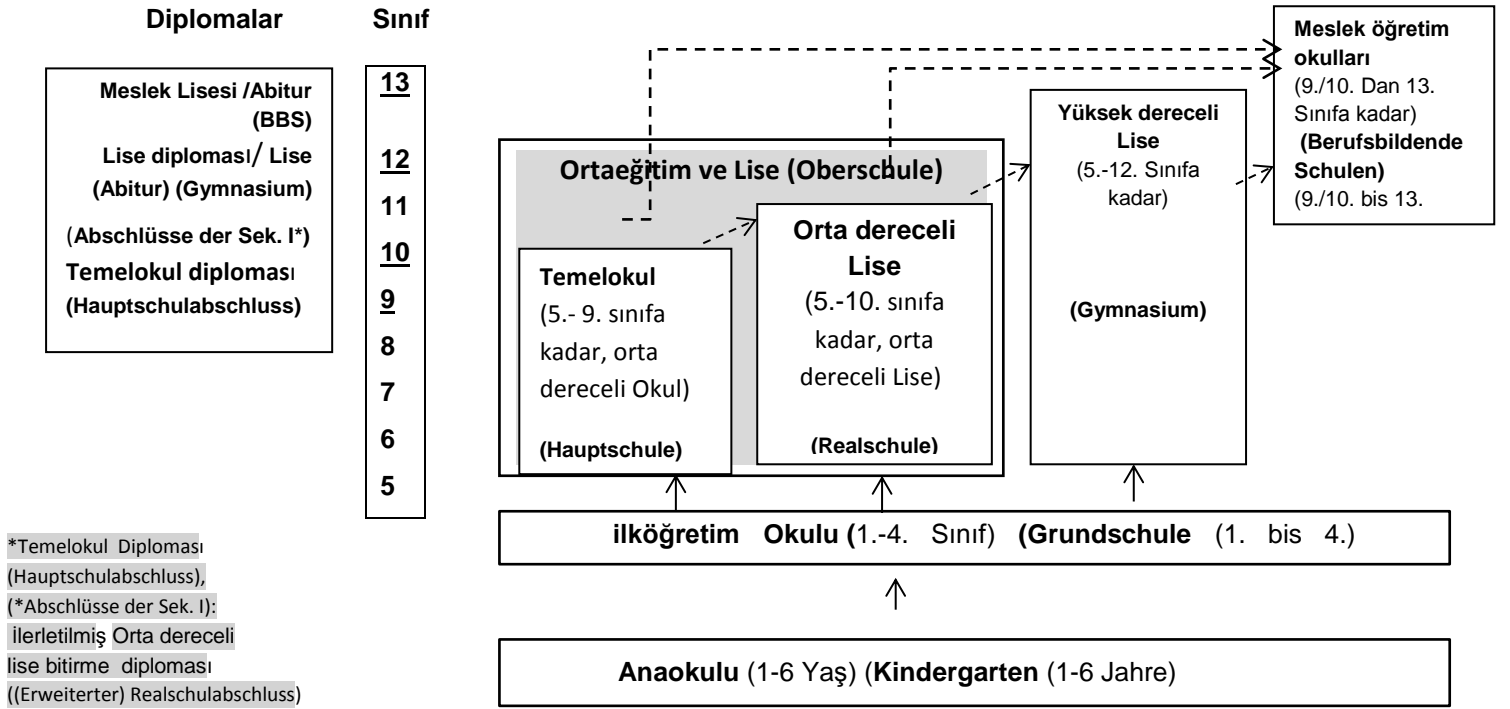 Diplomalar
Sınıf
Meslek Lisesi /Abitur
(BBS)
Lise diploması/ Lise
(Abitur) (Gymnasium)
(Abschlüsse der Sek. I*)
Temelokul diploması
(Hauptschulabschluss)
13
12
11
10
9
8
7
6
5
Ortaeğitim ve Lise (Oberschule)
Temelokul
(5.- 9. sınıfa
kadar, orta
dereceli Okul)
(Hauptschule)
Orta dereceli
Lise
(5.-10. sınıfa
kadar, orta
dereceli Lise)
(Realschule)
Yüksek dereceli
Lise
(5.-12. Sınıfa
kadar)
(Gymnasium)
Meslek öğretim
okulları
(9./10. Dan 13.
Sınıfa kadar)
(Berufsbildende
Schulen)
(9./10. bis 13.
ilköğretim Okulu (1.-4. Sınıf) (Grundschule (1. bis 4.)
Anaokulu (1-6 Yaş) (Kindergarten (1-6 Jahre)
*Temelokul Diploması
(Hauptschulabschluss),
(*Abschlüsse der Sek. I):
İlerletilmiş Orta dereceli
lise bitirme diploması
((Erweiterter) Realschulabschluss)